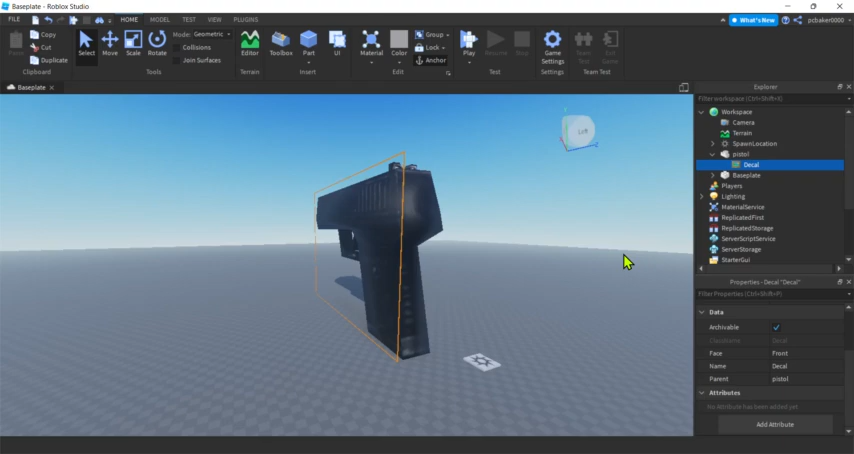 Baseplate - Roblox Studio
FILE HOME MODEL TEST VIEW PLUGINS What's New pcbaker0000
Paste Copy Cut Duplicate Clipboard
Select Move Scale Rotate Mode: Geometric Collisions Join Surfaces Tools
Editor Terrain
Toolbox Part UI Insert
Material Color Group Lock Anchor Edit
Play Resume Stop Test
Game Settings Settings
Team Test End Game Team Test
Baseplate
Left
Explorer
Filter workspace (Ctrl+Shift+X)
Workspace
Camera
Terrain
SpawnLocation
pistol
Decal
Baseplate
Players
Lighting
MaterialService
ReplicatedFirst
ReplicatedStorage
ServerScriptService
ServerStorage
StarterGui
Properties - Decal "Decal"
Filter Properties (Ctrl+Shift+P)
Data
Archivable
ClassName Decal
Face Front
Name Decal
Parent pistol
Attributes
No Attribute has been added yet
Add Attribute